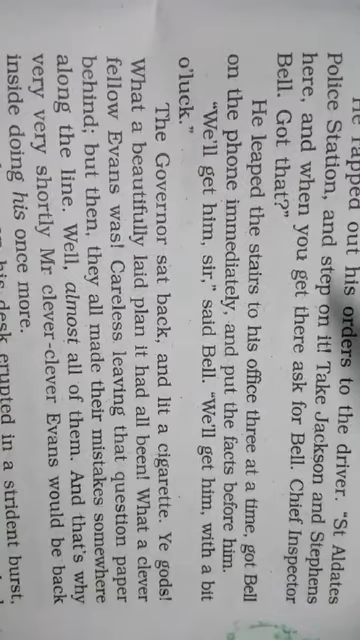 He rapped out his orders to the driver. "St Aldates
Police Station, and step on it! Take Jackson and Stephens
here, and when you get there ask for Bell. Chief Inspector
Bell. Got that?"
He leaped the stairs to his office three at a time, got Bell
on the phone immediately, and put the facts before him.
"We'll get him, sir," said Bell. "We'll get him, with a bit
o'luck."
The Governor sat back, and lit a cigarette. Ye gods!
What a beautifully laid plan it had all been! What a clever
fellow Evans was! Careless leaving that question paper
behind; but then, they all made their mistakes somewhere
along the line. Well, almost all of them. And that's why
very very shortly Mr clever-clever Evans would be back
inside doing his once more.
his desk erupted in a strident burst,